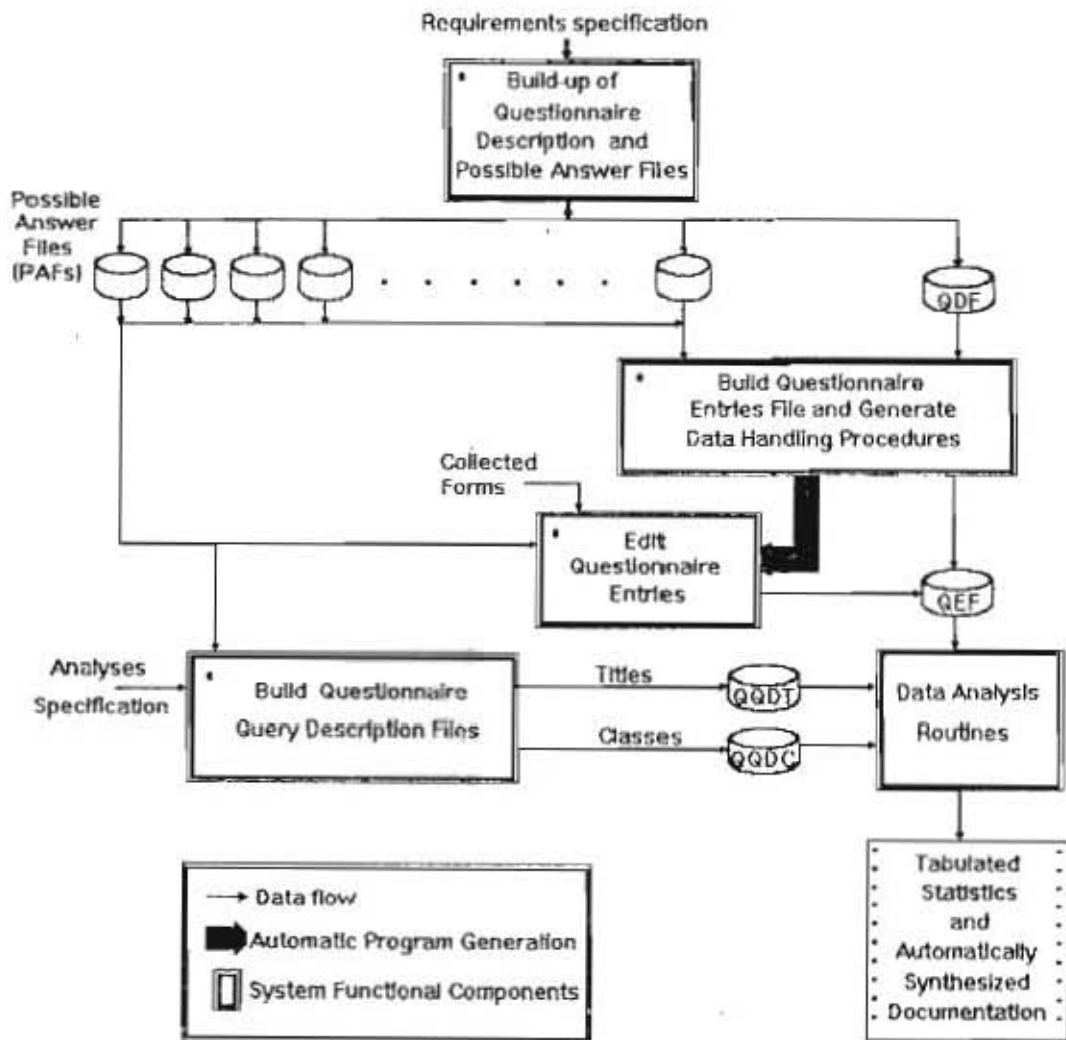 Requirements specification
Build-up of
Questionnaire
Description and
Possible Answer Files
Possible
Answer
Files
(PAFs)
QDF
Build Questionnaire
Entries File and Generate
Data Handling Procedures
Collected
Forms
Edit
Questionnaire
Entries
QEF
Analyses
Specification
Build Questionnaire
Query Description Files
Titles
QQDT
Classes
QQDC
Data Analysis
Routines
Data flow
Automatic Program Generation
System Functional Components
Tabulated
Statistics
and
Automatically
Synthesized
Documentation